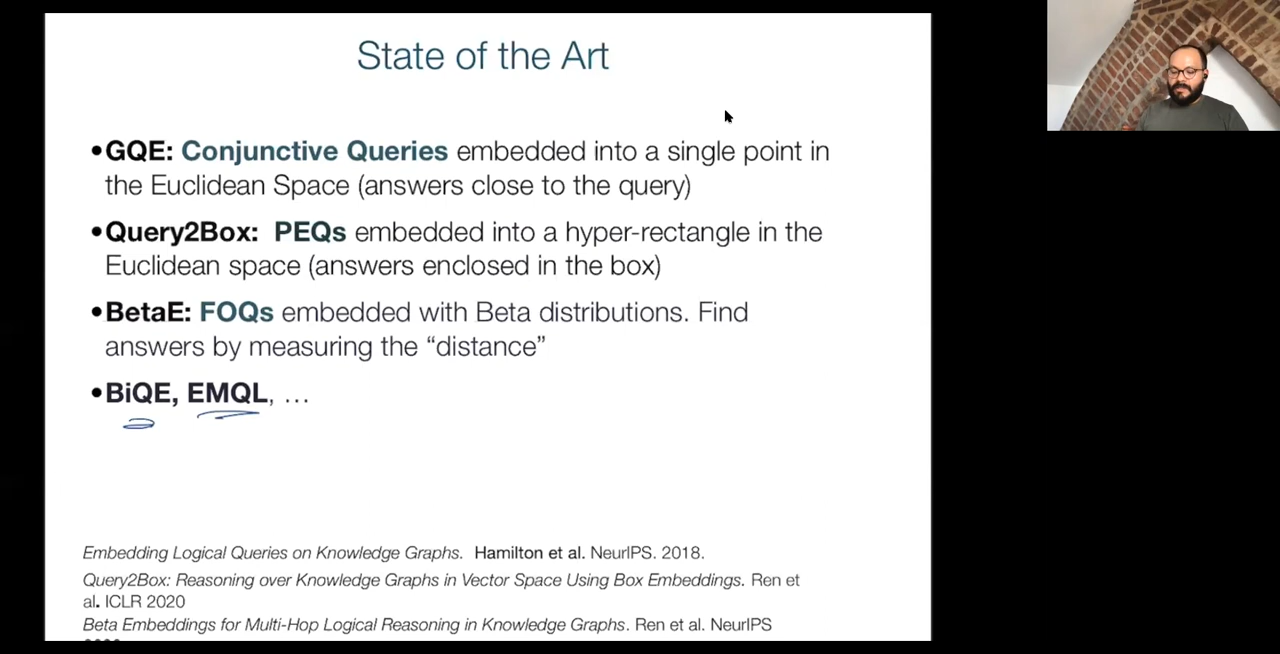 State of the Art
•GQE: Conjunctive Queries embedded into a single point in
the Euclidean Space (answers close to the query)
•Query2Box: PEQs embedded into a hyper-rectangle in the
Euclidean space (answers enclosed in the box)
•BetaE: FOQs embedded with Beta distributions. Find
answers by measuring the “distance”
•BiQE, EMQL, …
Embedding Logical Queries on Knowledge Graphs. Hamilton et al. NeurIPS. 2018.
Query2Box: Reasoning over Knowledge Graphs in Vector Space Using Box Embeddings. Ren et
al. ICLR 2020
Beta Embeddings for Multi-Hop Logical Reasoning in Knowledge Graphs. Ren et al. NeurIPS